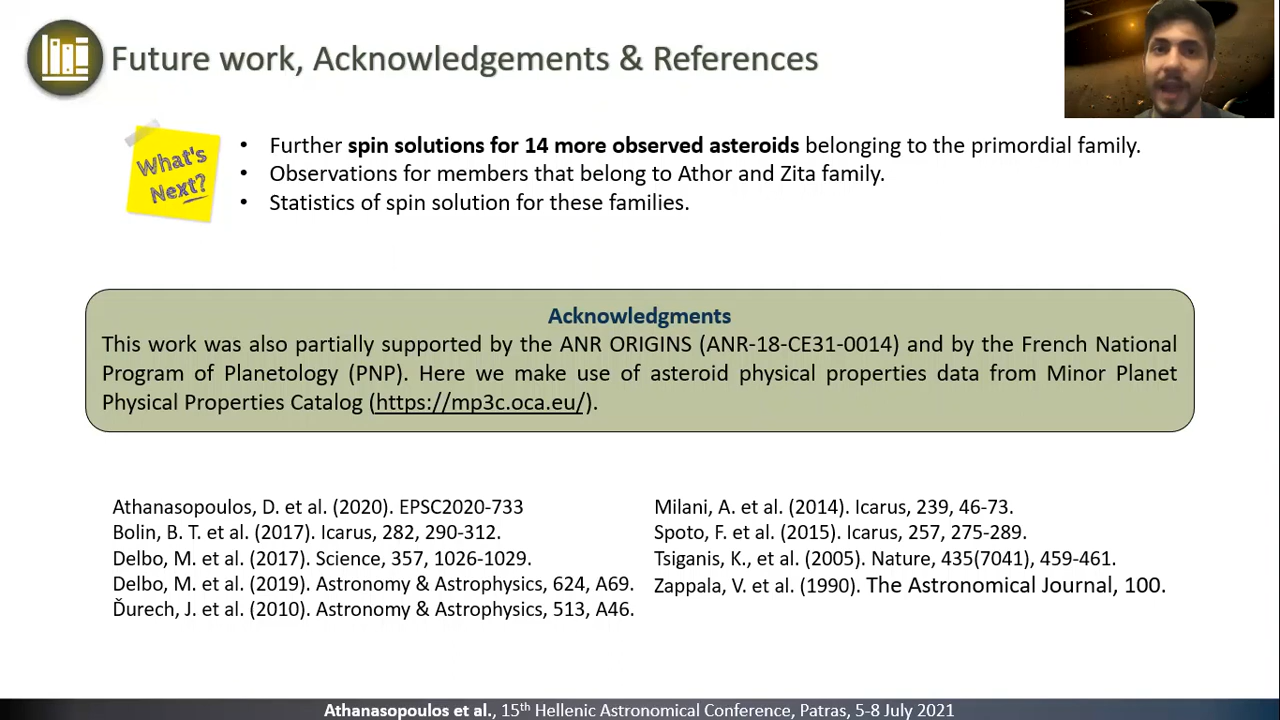 Future work, Acknowledgements & References
What's
Next?
• Further spin solutions for 14 more observed asteroids belonging to the primordial family.
• Observations for members that belong to Athor and Zita family.
• Statistics of spin solution for these families.
Acknowledgments
This work was also partially supported by the ANR ORIGINS (ANR-18-CE31-0014) and by the French National
Program of Planetology (PNP). Here we make use of asteroid physical properties data from Minor Planet
Physical Properties Catalog (https://mp3c.oca.eu/).
Athanasopoulos, D. et al. (2020). EPSC2020-733
Bolin, B. T. et al. (2017). Icarus, 282, 290-312.
Delbo, M. et al. (2017). Science, 357, 1026-1029.
Delbo, M. et al. (2019). Astronomy & Astrophysics, 624, A69.
Ďurech, J. et al. (2010). Astronomy & Astrophysics, 513, A46.
Milani, A. et al. (2014). Icarus, 239, 46-73.
Spoto, F. et al. (2015). Icarus, 257, 275-289.
Tsiganis, K., et al. (2005). Nature, 435(7041), 459-461.
Zappala, V. et al. (1990). The Astronomical Journal, 100.
Athanasopoulos et al., 15th Hellenic Astronomical Conference, Patras, 5-8 July 2021